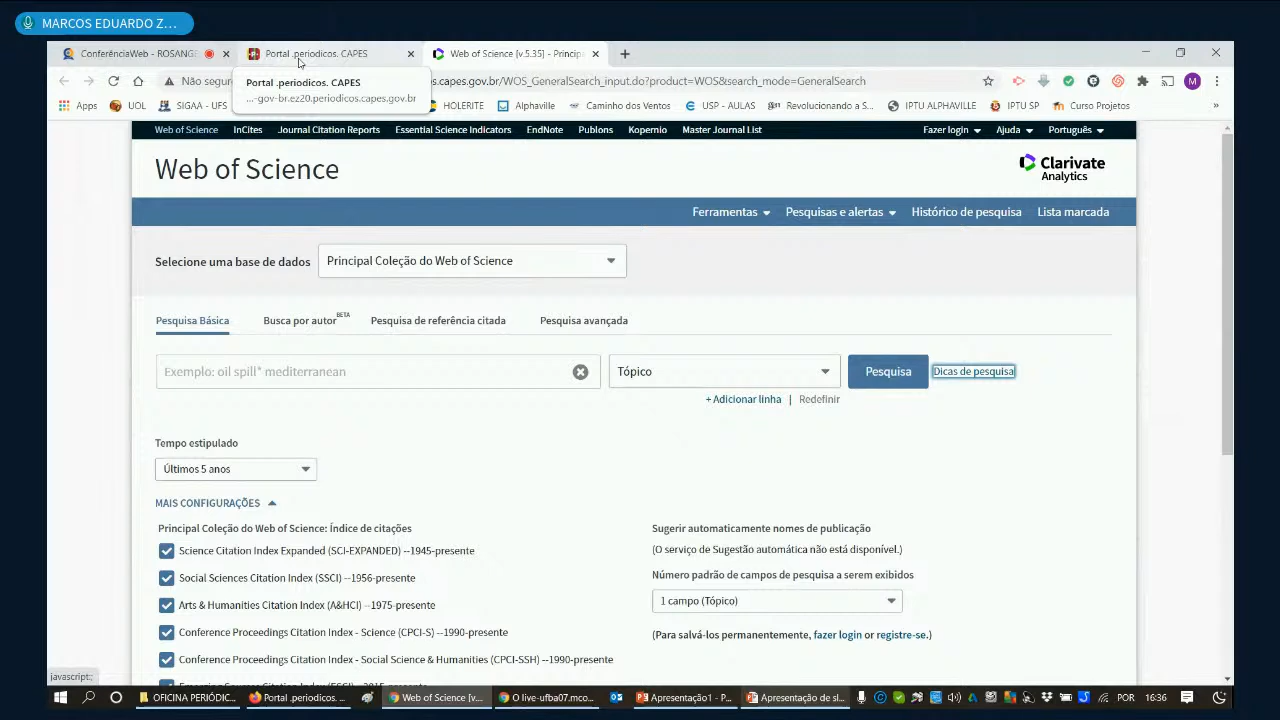 MARCOS EDUARDO Z...
ConferênciaWeb - ROSANGE
Portal .periodicos. CAPES
Web of Science [v.5.35] - Princip
Não segur
.capes.gov.br/WOS_GeneralSearch_input.do?product=WOS&search_mode=GeneralSearch
Portal .periodicos. CAPES
...-gov-br.ez20.periodicos.capes.gov.br
Apps
UOL
SIGAA - UFS
HOLERITE
Alphaville
Caminho dos Ventos
USP - AULAS
Revolucionando a S...
IPTU ALPHAVILLE
IPTU SP
Curso Projeto:
»
Web of Science
InCites
Journal Citation Reports
Essential Science Indicators
EndNote
Publons
Kopernio
Master Journal List
Fazer login
Ajuda
Português
Web of Science
Clarivate
Analytics
Ferramentas
Pesquisas e alertas
Histórico de pesquisa
Lista marcada
Selecione uma base de dados
Principal Coleção do Web of Science
Pesquisa Básica
Busca por autor BETA
Pesquisa de referência citada
Pesquisa avançada
Exemplo: oil spill* mediterranean
Tópico
Pesquisa
Dicas de pesquisa
+ Adicionar linha | Redefinir
Tempo estipulado
Últimos 5 anos
MAIS CONFIGURAÇÕES
Principal Coleção do Web of Science: Índice de citações
Science Citation Index Expanded (SCI-EXPANDED) --1945-presente
Social Sciences Citation Index (SSCI) --1956-presente
Arts & Humanities Citation Index (A&HCI) --1975-presente
Conference Proceedings Citation Index - Science (CPCI-S) --1990-presente
Conference Proceedings Citation Index - Social Science & Humanities (CPCI-SSH) --1990-presente
Sugerir automaticamente nomes de publicação
(O serviço de Sugestão automática não está disponível.)
Número padrão de campos de pesquisa a serem exibidos
1 campo (Tópico)
(Para salvá-los permanentemente, fazer login or registre-se.)
javascript:;
OFICINA PERIÓDIC...
Portal .periodicos. C...
Web of Science [v...
O live-ufba07.mco...
Apresentação1 - P...
Apresentação de sl...
POR
16:36